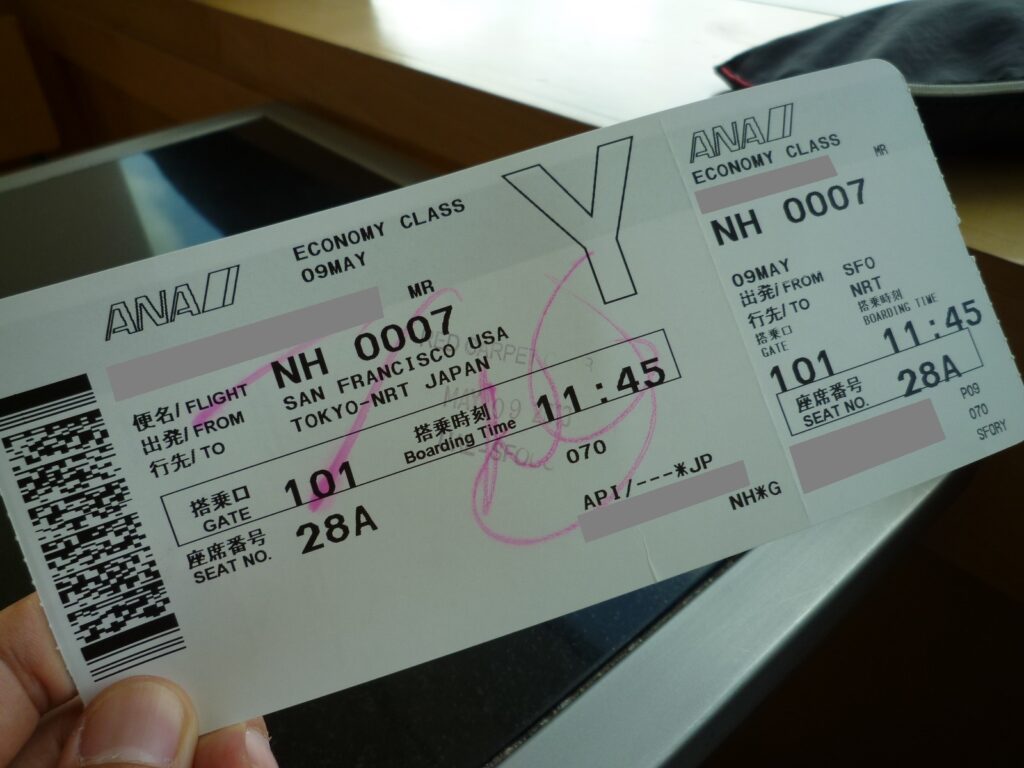 ANA
ECONOMY CLASS
09MAY
Y
MR
便名/FLIGHT NH 0007
出発/FROM SAN FRANCISCO USA
行先/TO TOKYO-NRT JAPAN
搭乗口 GATE 101 搭乗時刻 Boarding Time 11:45
座席番号 SEAT NO. 28A
070
API/---*JP
NH*G
RED CARPET
MAY 09
ANA
ECONOMY CLASS
MR
NH 0007
09MAY
出発/FROM SFO
行先/TO NRT
搭乗口 GATE 101
搭乗時刻 BOARDING TIME 11:45
座席番号 SEAT NO. 28A
P09
070
SFORY